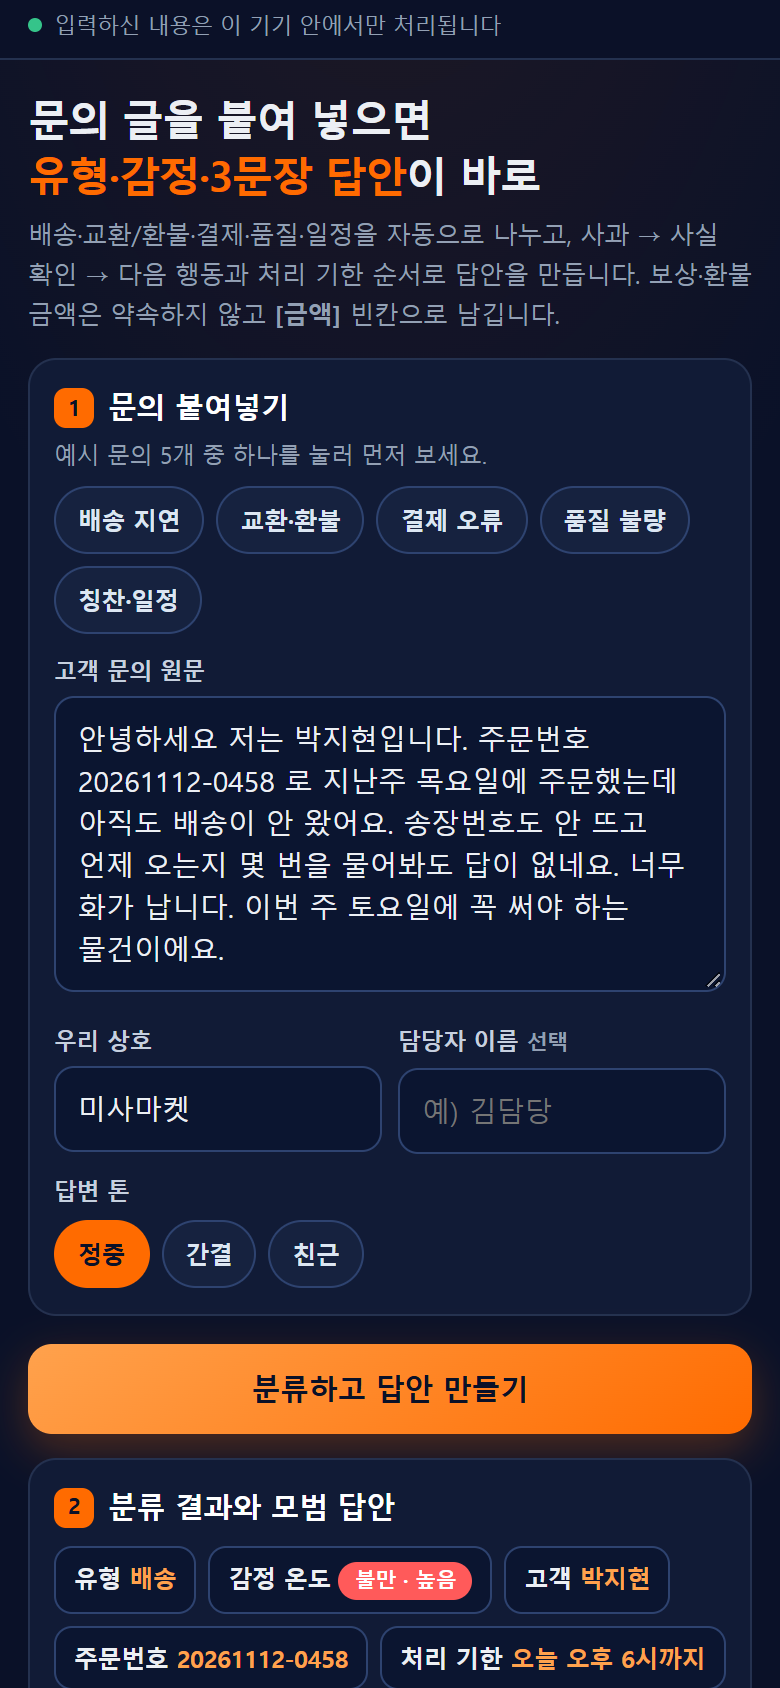 입력하신 내용은 이 기기 안에서만 처리됩니다
문의 글을 붙여 넣으면
유형·감정·3문장 답안이 바로
배송·교환/환불·결제·품질·일정을 자동으로 나누고, 사과 → 사실
확인 → 다음 행동과 처리 기한 순서로 답안을 만듭니다. 보상·환불
금액은 약속하지 않고 [금액] 빈칸으로 남깁니다.
1 문의 붙여넣기
예시 문의 5개 중 하나를 눌러 먼저 보세요.
배송 지연 교환·환불 결제 오류 품질 불량
칭찬·일정
고객 문의 원문
안녕하세요 저는 박지현입니다. 주문번호
20261112-0458 로 지난주 목요일에 주문했는데
아직도 배송이 안 왔어요. 송장번호도 안 뜨고
언제 오는지 몇 번을 물어봐도 답이 없네요. 너무
화가 납니다. 이번 주 토요일에 꼭 써야 하는
물건이에요.
우리 상호 담당자 이름 선택
미사마켓 예) 김담당
답변 톤
정중 간결 친근
분류하고 답안 만들기
2 분류 결과와 모범 답안
유형 배송 감정 온도 불만 · 높음 고객 박지현
주문번호 20261112-0458 처리 기한 오늘 오후 6시까지